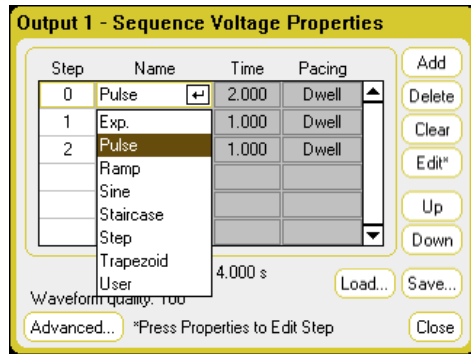 Output 1 - Sequence Voltage Properties
Step Name Time Pacing
0 Pulse 2.000 Dwell
1 Exp. 1.000 Dwell
2 Pulse 1.000 Dwell
Ramp
Sine
Staircase
Step
Trapezoid
User
4.000 s
Waveform quality: 100
Add
Delete
Clear
Edit*
Up
Down
Load... Save...
Advanced... *Press Properties to Edit Step Close